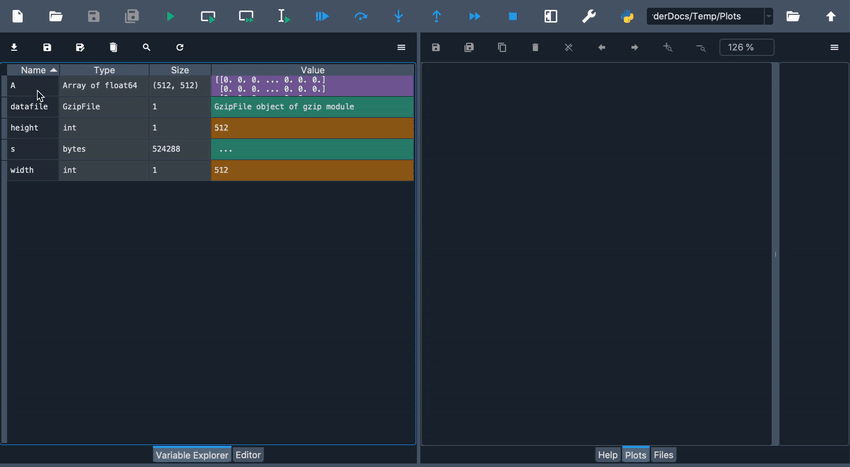 :derDocs/Temp/Plots
126 %
Name Type Size Value
A Array of float64 (512, 512) [[0. 0. 0. ... 0. 0. 0.]
[0. 0. 0. ... 0. 0. 0.]
datafile GzipFile 1 GzipFile object of gzip module
height int 1 512
s bytes 524288 ...
width int 1 512
Variable Explorer Editor
Help Plots Files